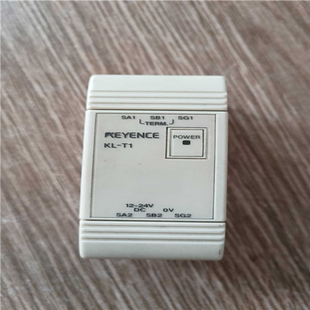 SA1 SB1 SG1
TERM.
KEYENCE
KL-T1
POWER
12-24V
DC 0V
SA2 SB2 SG2